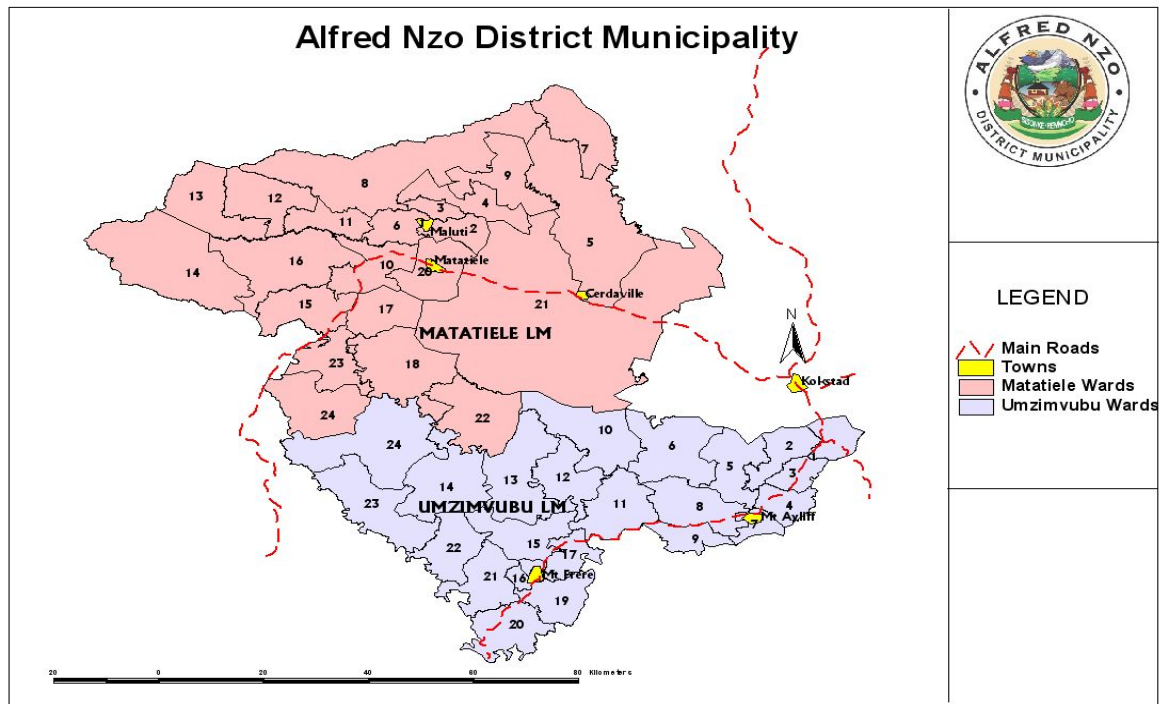 Alfred Nzo District Municipality
ALFRED NZO
DISTRICT MUNICIPALITY
7
9
8
13
12
4
3
11
6
1
2
Maluti
5
16
10
Matatiele
20
14
Cerdaville
15
17
21
N
MATATIELE LM
LEGEND
Main Roads
Towns
Matatiele Wards
Umzimvubu Wards
23
18
Kokstad
24
22
10
24
6
2
5
3
13
12
14
23
UMZIMVUBU LM
11
8
4
7
Mt Ayliff
9
22
15
17
21
16
Mt Frere
19
20
20 0 20 40 60 80 Kilometers